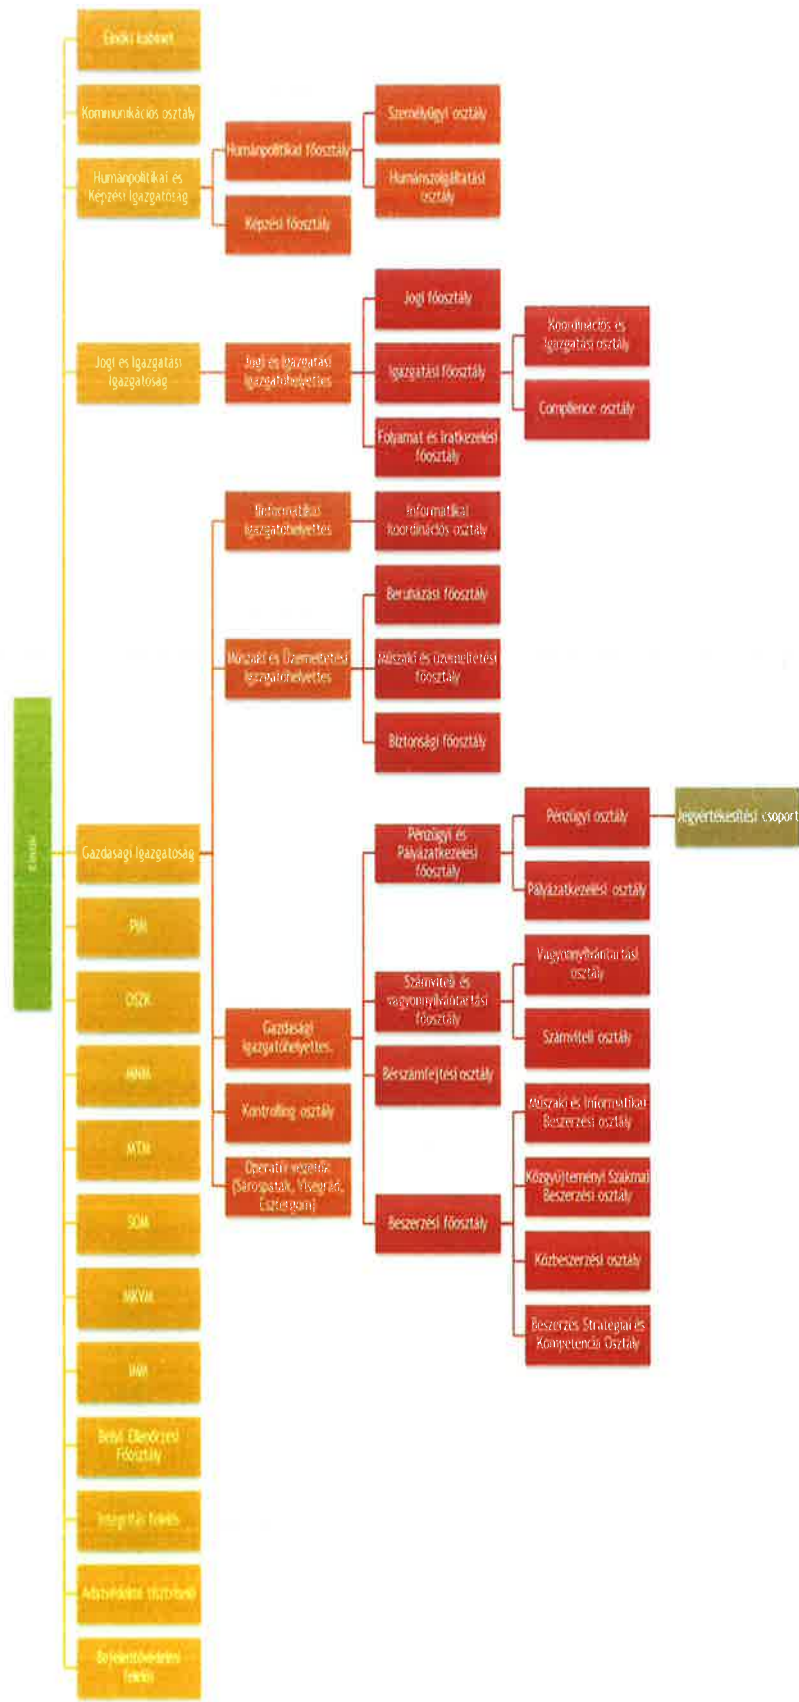 Elnöki kabinet
Kommunikációs osztály
Humánpolitikai és
Képzési Igazgatóság
Humánpolitikai főosztály
Személyügyi osztály
Humánszolgáltatási
osztály
Képzési főosztály
Jogi és Igazgatási
Igazgatóság
Jogi és Igazgatási
Igazgatóhelyettes
Jogi főosztály
Igazgatási főosztály
Koordinációs és
Igazgatási osztály
Complience osztály
Folyamat és Iratkezelési
főosztály
Informatikai
Igazgatóhelyettes
Informatikai
Koordinációs osztály
Műszaki és Üzemeltetési
Igazgatóhelyettes
Beruházási főosztály
Műszaki és üzemeltetési
főosztály
Biztonsági főosztály
Elnök
Gazdasági Igazgatóság
Pénzügyi és
Pályázatkezelési
főosztály
Pénzügyi osztály
Jegyértékesítési csoport
Pályázatkezelési osztály
PIM
OSZK
MTM
Gazdasági
Igazgatóhelyettes
Számviteli és
vagyonnyilvántartási
főosztály
Vagyonnyilvántartási
osztály
Számviteli osztály
Bérszámfejtési osztály
Kontrolling osztály
Műszaki és Informatikai
Beszerzési osztály
Operatív vezetők
(Sárospatak, Visegrád,
Esztergom)
Közgyűjteményi Szakmai
Beszerzési osztály
Beszerzési főosztály
Közbeszerzési osztály
Beszerzés Stratégiai és
Kompetencia Osztály
SOM
MKVM
IMM
Belső Ellenőrzési
Főosztály
Integritás felelős
Adatvédelmi tisztviselő
Bejelentővédelmi
felelős